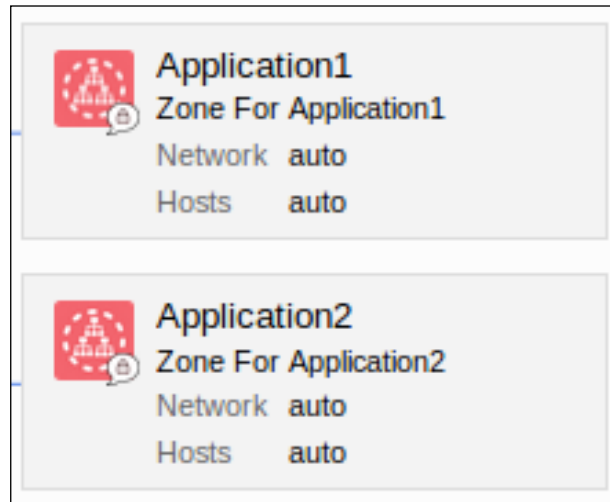 Application1
Zone For Application1
Network auto
Hosts auto
Application2
Zone For Application2
Network auto
Hosts auto